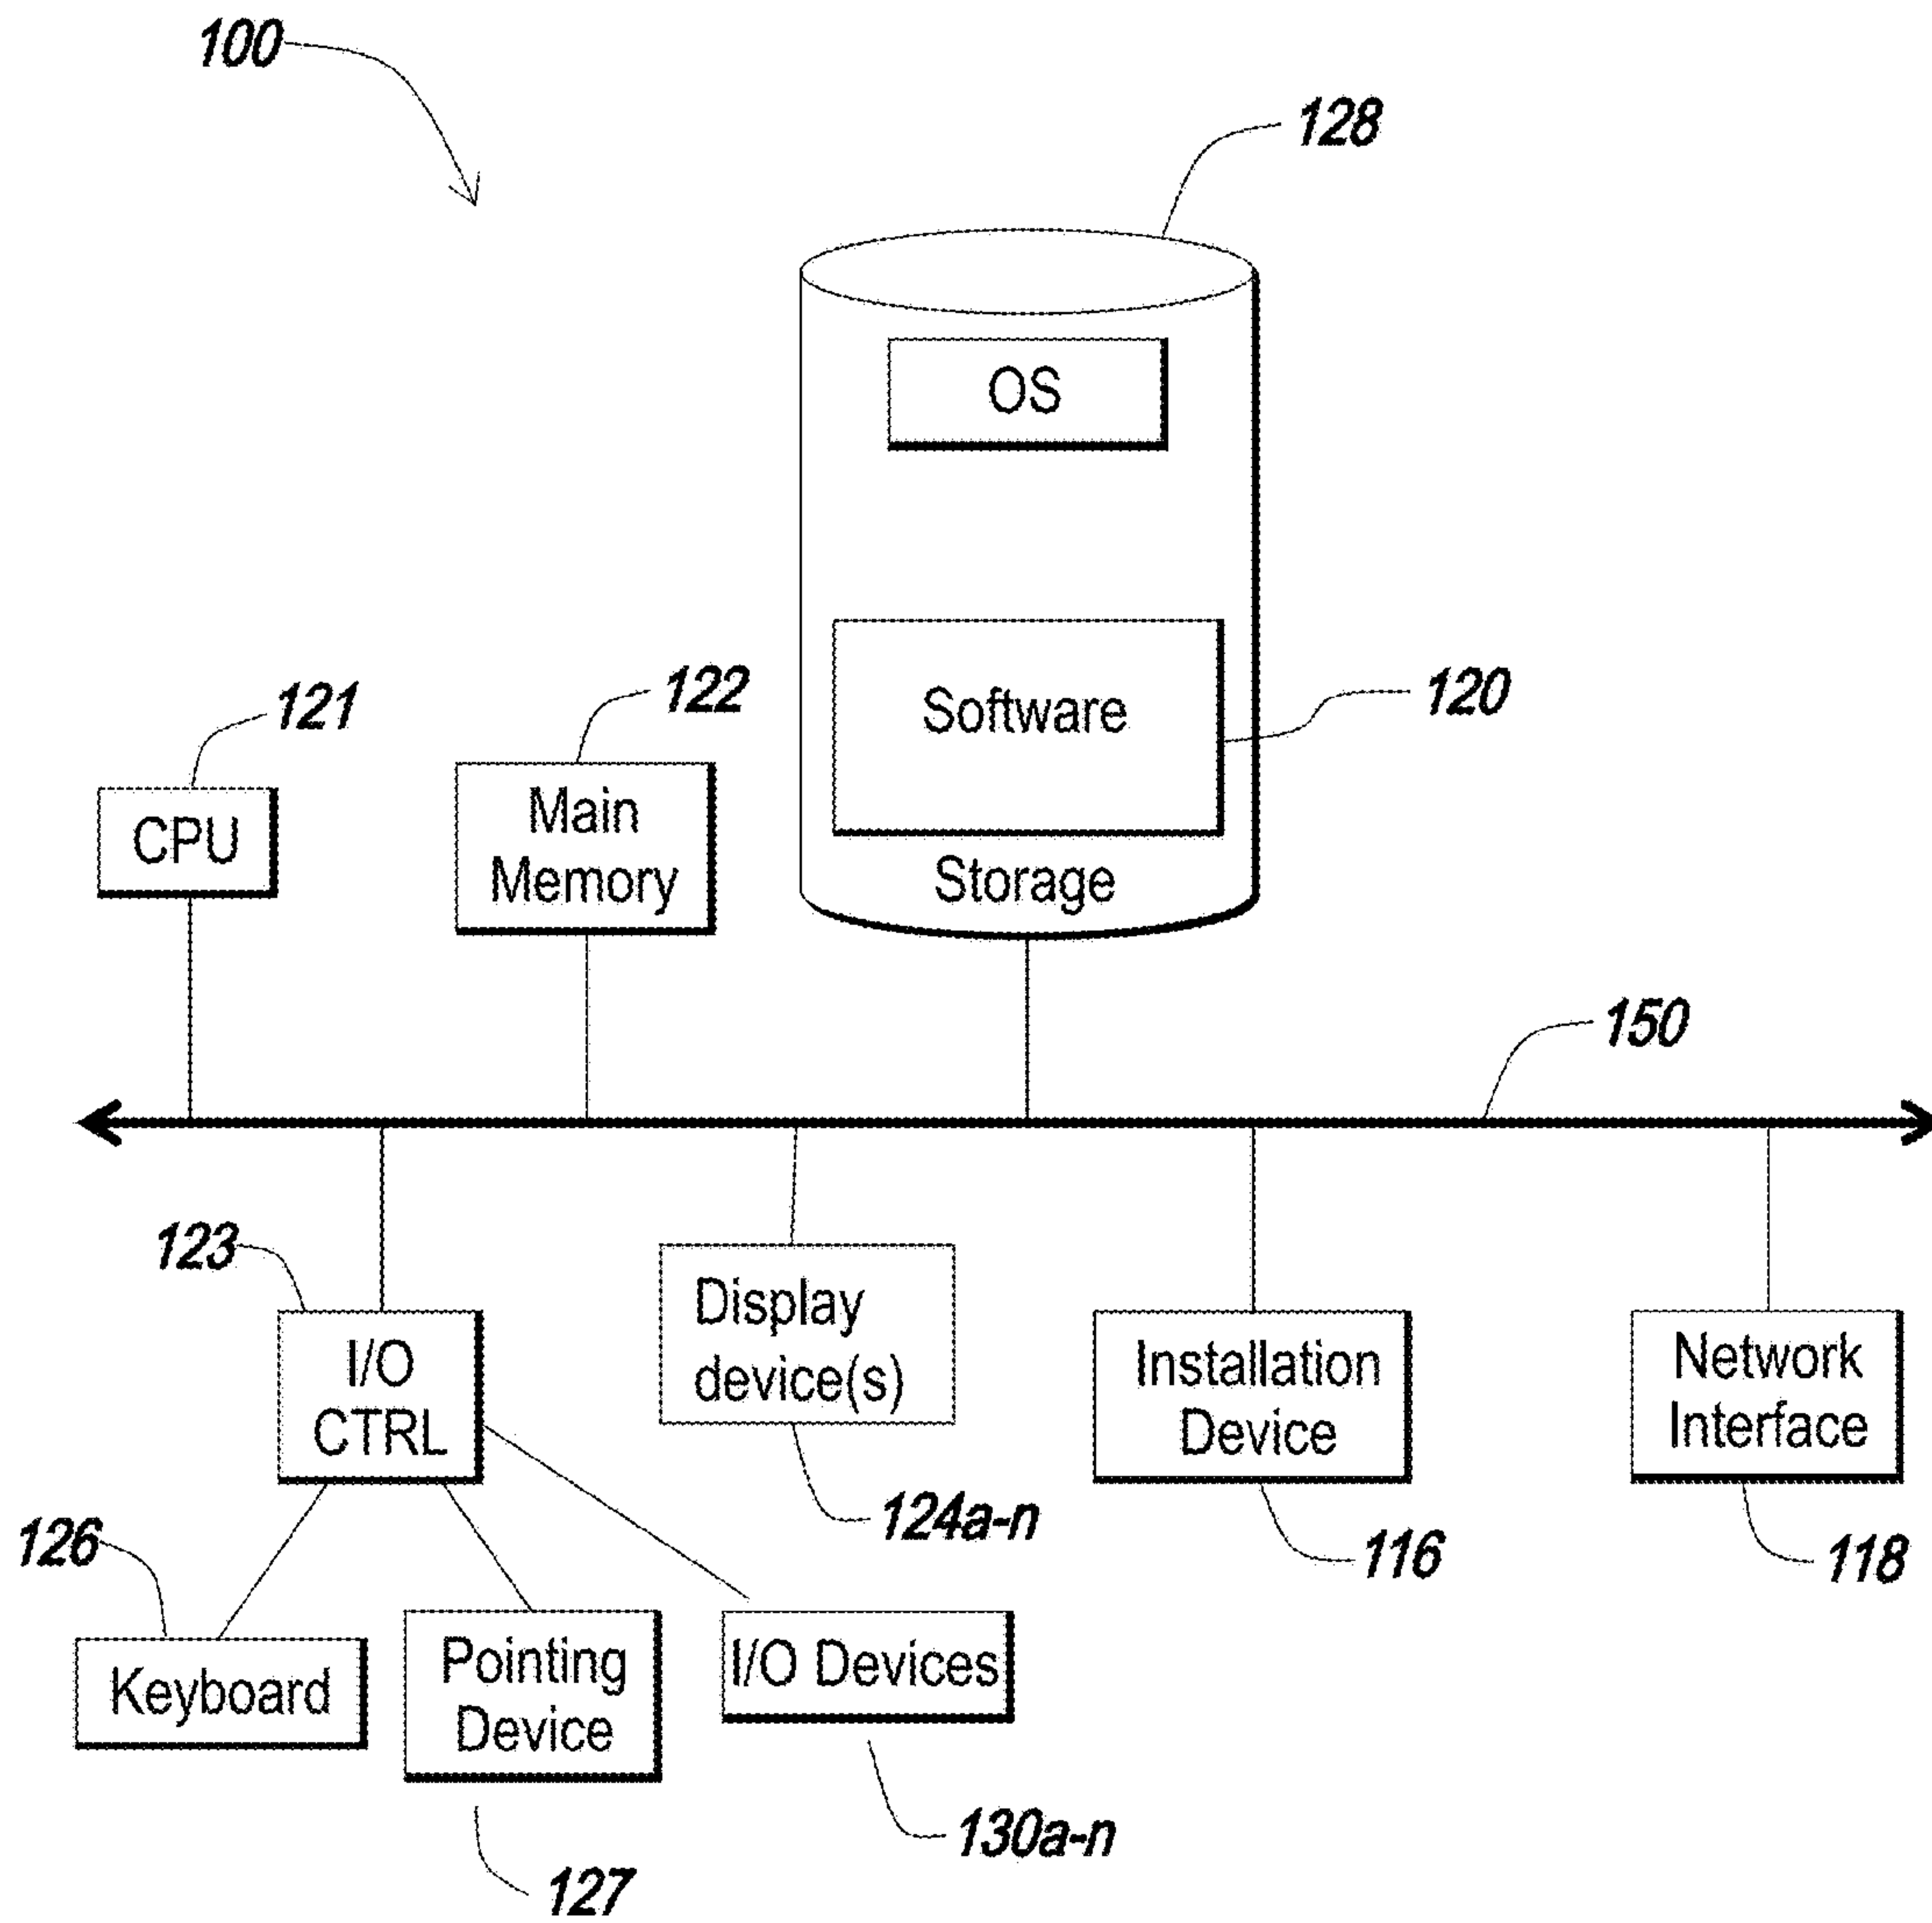 100
128
OS
Software
120
Storage
121
CPU
122
Main
Memory
150
123
I/O
CTRL
Display
device(s)
124a-n
Installation
Device
116
Network
Interface
118
126
Keyboard
Pointing
Device
127
I/O Devices
130a-n